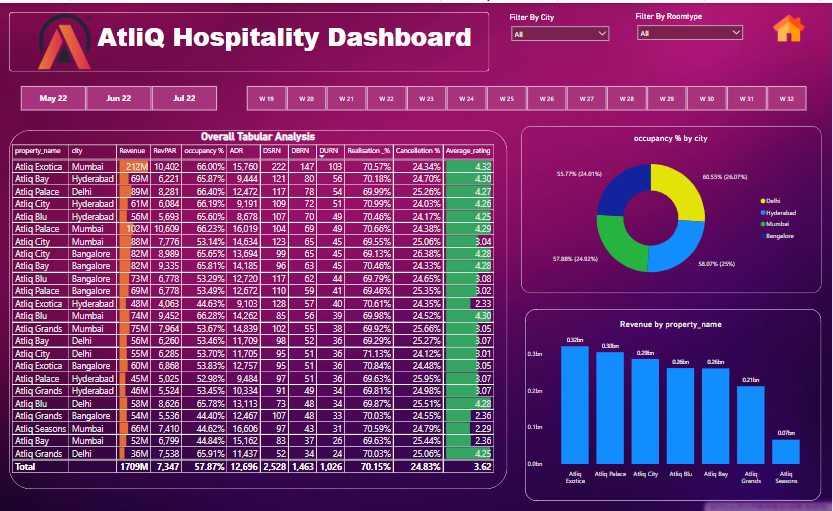 AtliQ Hospitality Dashboard
Filter By City
All
Filter By Roomtype
All
May 22 Jun 22 Jul 22
W 19 W 20 W 21 W 22 W 23 W 24 W 25 W 26 W 27 W 28 W 29 W 30 W 31 W 32
Overall Tabular Analysis
property_name city Revenue RevPAR occupancy % ADR DSRN DBRN DURN Realisation_% Cancelletion % Average_rating
Atliq Exotica Mumbai 212M 10,402 66.00% 15,760 222 147 103 70.57% 24.34% 4.32
Atliq Bay Hyderabad 69M 6,221 65.87% 9,444 121 80 56 70.18% 24.70% 4.30
Atliq Palace Delhi 89M 8,281 66.40% 12,472 117 78 54 69.99% 25.26% 4.27
Atliq City Hyderabad 61M 6,084 66.19% 9,191 109 72 51 70.99% 24.03% 4.26
Atliq Blu Hyderabad 56M 5,693 65.60% 8,678 107 70 49 70.46% 24.17% 4.25
Atliq Palace Mumbai 102M 10,609 66.23% 16,019 104 69 49 70.66% 24.38% 4.29
Atliq City Mumbai 88M 7,776 53.14% 14,634 123 65 45 69.55% 25.06% 3.04
Atliq City Bangalore 82M 8,989 65.65% 13,694 99 65 45 69.13% 26.38% 4.28
Atliq Bay Bangalore 82M 9,335 65.81% 14,185 96 63 45 70.46% 24.33% 4.28
Atliq Blu Bangalore 73M 6,778 53.29% 12,720 117 62 44 69.79% 24.65% 3.08
Atliq Palace Bangalore 69M 6,778 53.49% 12,672 110 59 41 69.46% 25.35% 3.02
Atliq Exotica Hyderabad 48M 4,063 44.63% 9,103 128 57 40 70.61% 24.35% 2.33
Atliq Blu Mumbai 74M 9,452 66.28% 14,262 85 56 39 69.98% 24.52% 4.30
Atliq Grands Mumbai 75M 7,964 53.67% 14,839 102 55 38 69.92% 25.66% 3.05
Atliq Bay Delhi 56M 6,260 53.46% 11,709 98 52 36 69.29% 25.27% 3.07
Atliq City Delhi 55M 6,285 53.70% 11,705 95 51 36 71.13% 24.12% 3.01
Atliq Exotica Bangalore 60M 6,868 53.83% 12,757 95 51 36 70.84% 24.48% 3.05
Atliq Palace Hyderabad 45M 5,025 52.98% 9,484 97 51 36 69.63% 25.95% 3.07
Atliq Grands Hyderabad 46M 5,524 53.45% 10,334 91 49 34 69.81% 24.98% 3.07
Atliq Blu Delhi 58M 8,626 65.78% 13,113 73 48 34 69.87% 25.51% 4.28
Atliq Grands Bangalore 54M 5,536 44.40% 12,467 107 48 33 70.03% 24.55% 2.36
Atliq Seasons Mumbai 66M 7,410 44.62% 16,606 97 43 31 70.59% 24.79% 2.29
Atliq Bay Mumbai 52M 6,799 44.84% 15,162 83 37 26 69.63% 25.44% 2.36
Atliq Grands Delhi 36M 7,538 65.91% 11,437 52 34 24 70.03% 25.06% 4.25
Total 1709M 7,347 57.87% 12,696 2,528 1,463 1,026 70.15% 24.83% 3.62
occupancy % by city
55.77% (24.01%)
60.55% (26.07%)
57.88% (24.92%)
58.07% (25%)
Delhi
Hyderabad
Mumbai
Bangalore
Revenue by property_name
0.3bn
0.2bn
0.1bn
0.0bn
0.32bn 0.30bn 0.29bn 0.26bn 0.26bn 0.21bn 0.07bn
Atliq Exotica Atliq Palace Atliq City Atliq Blu Atliq Bay Atliq Grands Atliq Seasons